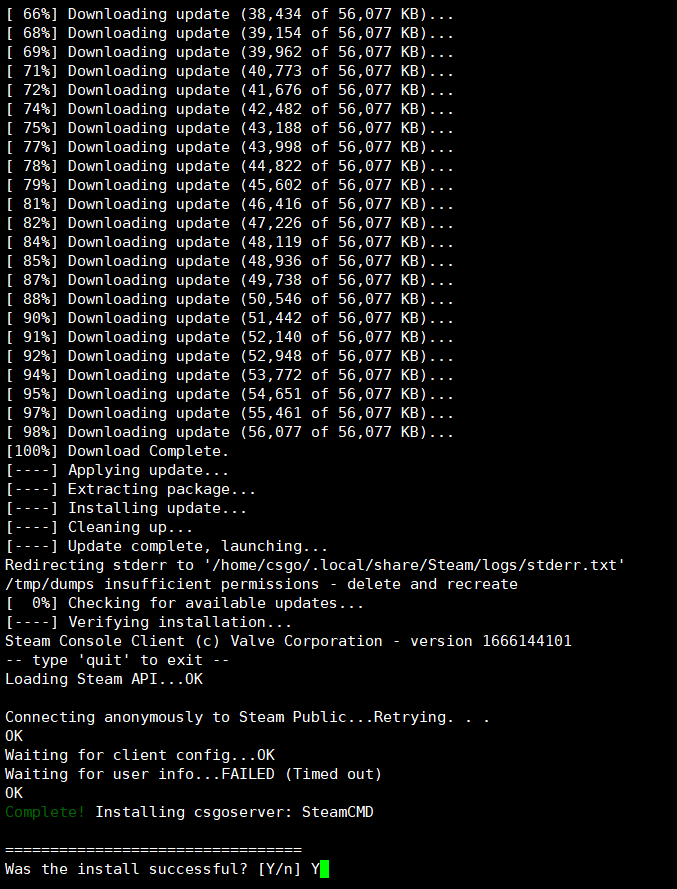 [ 66%] Downloading update (38,434 of 56,077 KB)...
[ 68%] Downloading update (39,154 of 56,077 KB)...
[ 69%] Downloading update (39,962 of 56,077 KB)...
[ 71%] Downloading update (40,773 of 56,077 KB)...
[ 72%] Downloading update (41,676 of 56,077 KB)...
[ 74%] Downloading update (42,482 of 56,077 KB)...
[ 75%] Downloading update (43,188 of 56,077 KB)...
[ 77%] Downloading update (43,998 of 56,077 KB)...
[ 78%] Downloading update (44,822 of 56,077 KB)...
[ 79%] Downloading update (45,602 of 56,077 KB)...
[ 81%] Downloading update (46,416 of 56,077 KB)...
[ 82%] Downloading update (47,226 of 56,077 KB)...
[ 84%] Downloading update (48,119 of 56,077 KB)...
[ 85%] Downloading update (48,936 of 56,077 KB)...
[ 87%] Downloading update (49,738 of 56,077 KB)...
[ 88%] Downloading update (50,546 of 56,077 KB)...
[ 90%] Downloading update (51,442 of 56,077 KB)...
[ 91%] Downloading update (52,140 of 56,077 KB)...
[ 92%] Downloading update (52,948 of 56,077 KB)...
[ 94%] Downloading update (53,772 of 56,077 KB)...
[ 95%] Downloading update (54,651 of 56,077 KB)...
[ 97%] Downloading update (55,461 of 56,077 KB)...
[ 98%] Downloading update (56,077 of 56,077 KB)...
[100%] Download Complete.
[----] Applying update...
[----] Extracting package...
[----] Installing update...
[----] Cleaning up...
[----] Update complete, launching...
Redirecting stderr to '/home/csgo/.local/share/Steam/logs/stderr.txt'
/tmp/dumps insufficient permissions - delete and recreate
[  0%] Checking for available updates...
[----] Verifying installation...
Steam Console Client (c) Valve Corporation - version 1666144101
-- type 'quit' to exit --
Loading Steam API...OK

Connecting anonymously to Steam Public...Retrying. . .
OK
Waiting for client config...OK
Waiting for user info...FAILED (Timed out)
OK
Complete! Installing csgoserver: SteamCMD

=================================
Was the install successful? [Y/n] Y